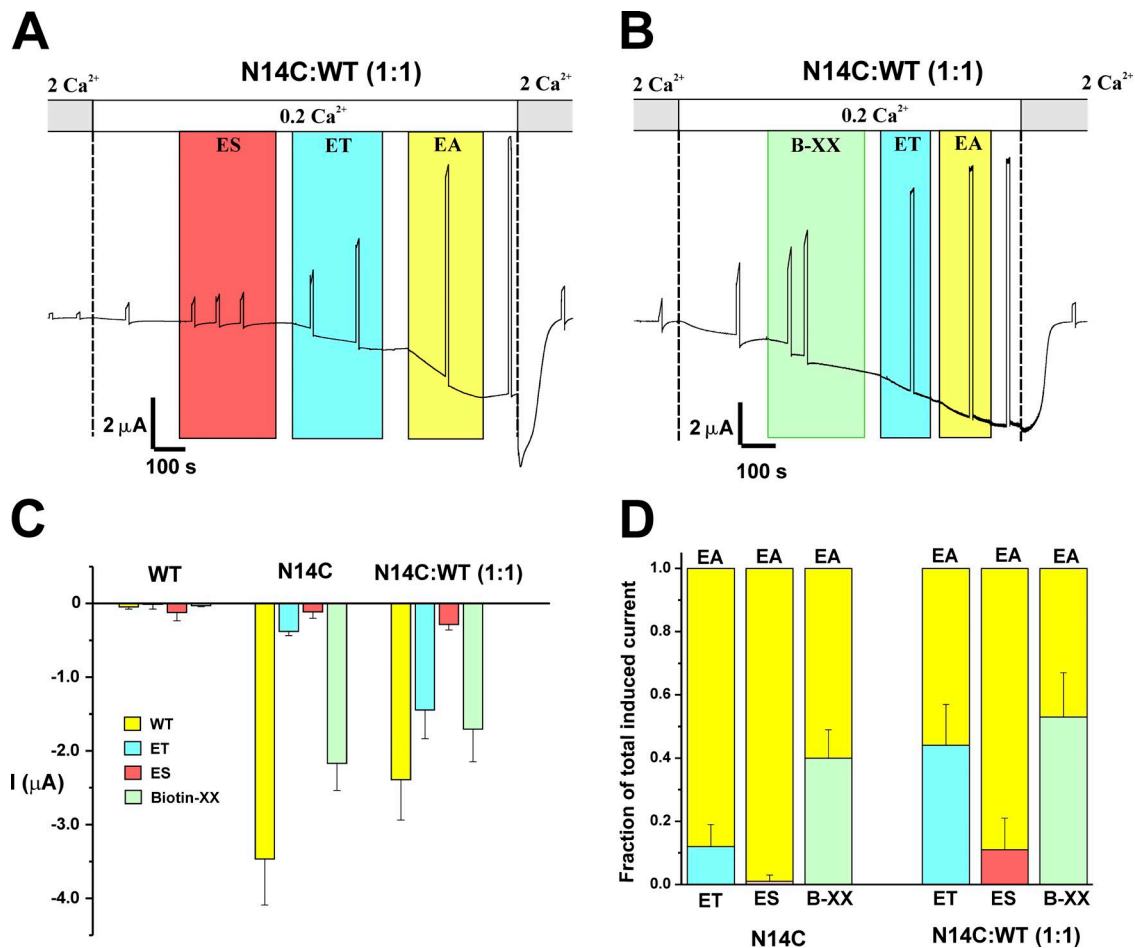 A
N14C:WT (1:1)
2 Ca²⁺
2 Ca²⁺
0.2 Ca²⁺
ES
ET
EA
2 μA
100 s
B
N14C:WT (1:1)
2 Ca²⁺
2 Ca²⁺
0.2 Ca²⁺
B-XX
ET
EA
2 μA
100 s
C
WT
N14C
N14C:WT (1:1)
0
-1.0
-2.0
-3.0
-4.0
I (μA)
WT
ET
ES
Biotin-XX
D
EA
EA
EA
EA
EA
EA
Fraction of total induced current
1.0
0.8
0.6
0.4
0.2
0.0
ET
ES
B-XX
ET
ES
B-XX
N14C
N14C:WT (1:1)